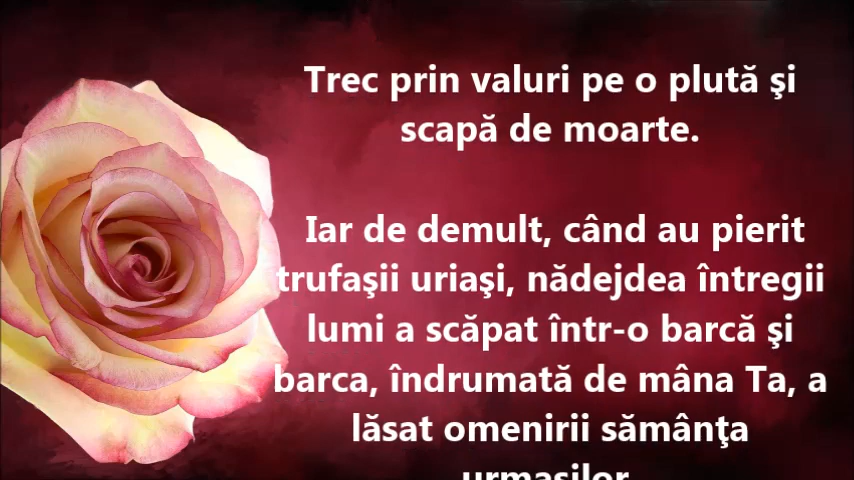 Trec prin valuri pe o plută şi
scapă de moarte.
Iar de demult, când au pierit
trufaşii uriaşi, nădejdea întregii
lumi a scăpat într-o barcă şi
barca, îndrumată de mâna Ta, a
lăsat omenirii sămânţa